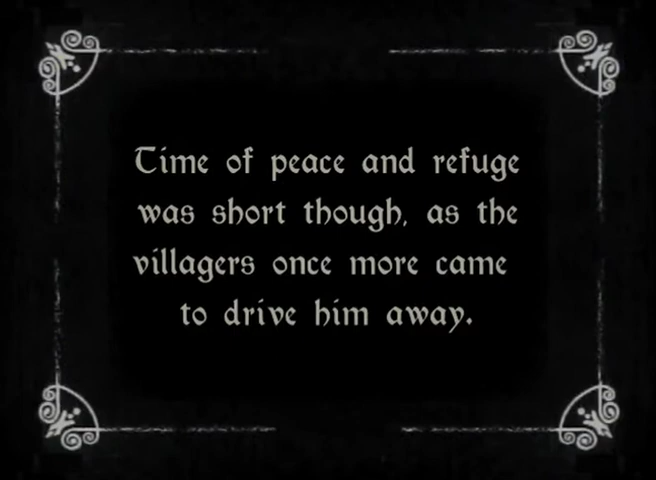 Time of peace and refuge
was short though, as the
villagers once more came
to drive him away.